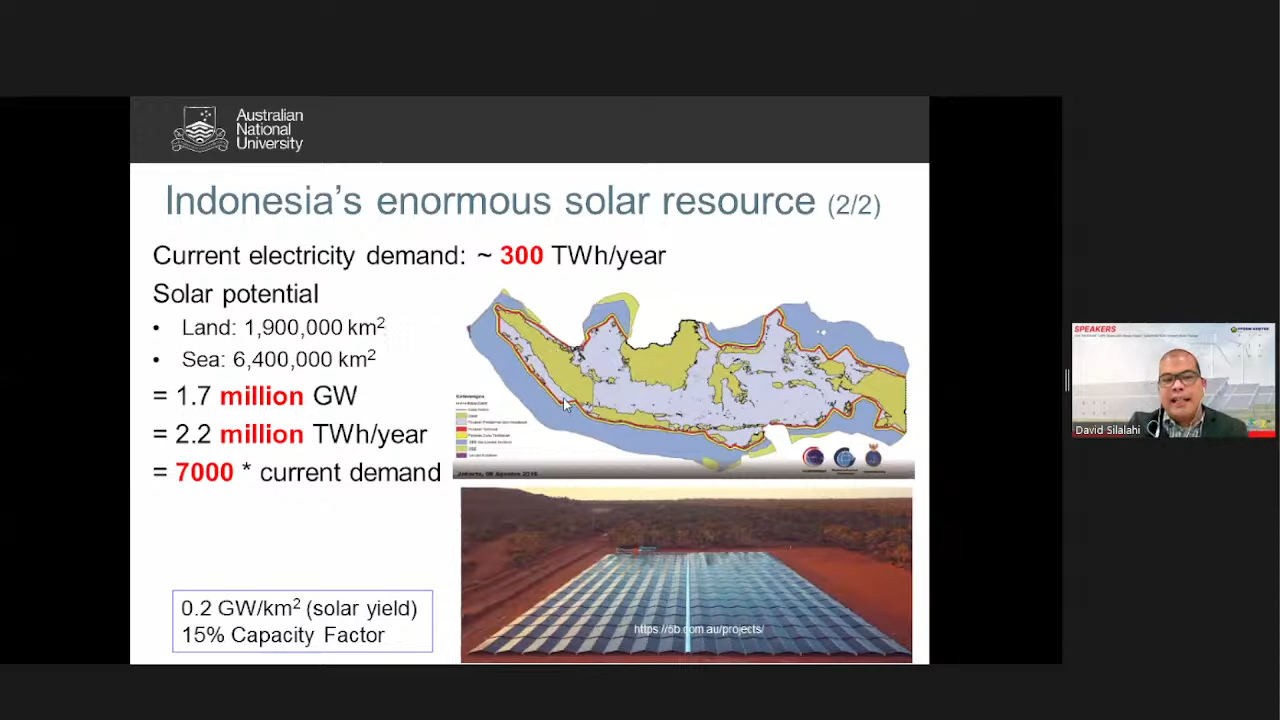 Australian
National
University
Indonesia's enormous solar resource (2/2)
Current electricity demand: ~ 300 TWh/year
Solar potential
• Land: 1,900,000 km²
• Sea: 6,400,000 km²
= 1.7 million GW
= 2.2 million TWh/year
= 7000 * current demand
0.2 GW/km² (solar yield)
15% Capacity Factor
https://5b.com.au/projects/
SPEAKERS
David Silalahi